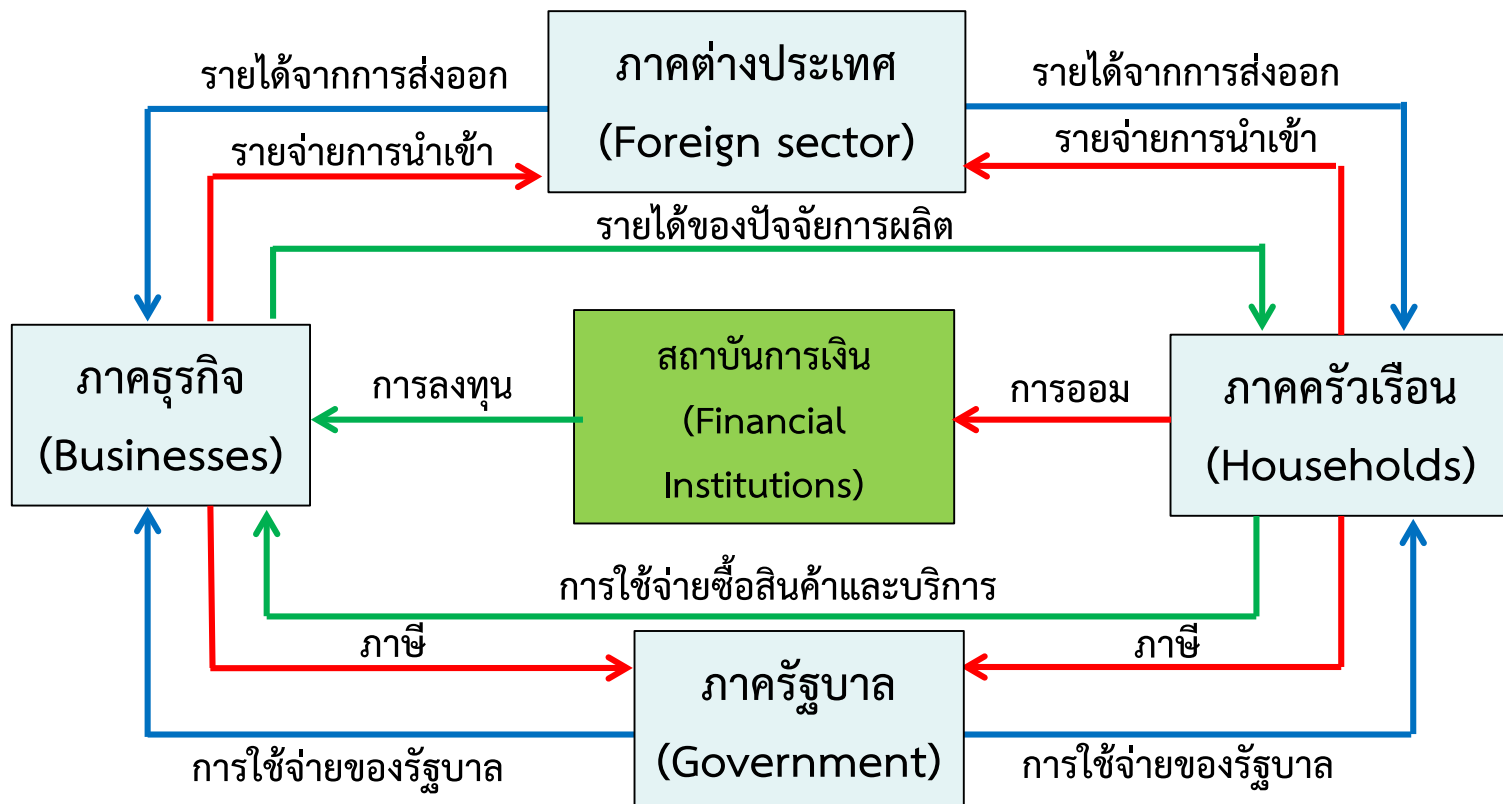 ภาคต่างประเทศ
(Foreign sector)
รายได้จากการส่งออก
รายได้จากการส่งออก
รายจ่ายการนำเข้า
รายจ่ายการนำเข้า
รายได้ของปัจจัยการผลิต
ภาคธุรกิจ
(Businesses)
การลงทุน
สถาบันการเงิน
(Financial
Institutions)
การออม
ภาคครัวเรือน
(Households)
การใช้จ่ายซื้อสินค้าและบริการ
ภาษี
ภาษี
ภาครัฐบาล
(Government)
การใช้จ่ายของรัฐบาล
การใช้จ่ายของรัฐบาล